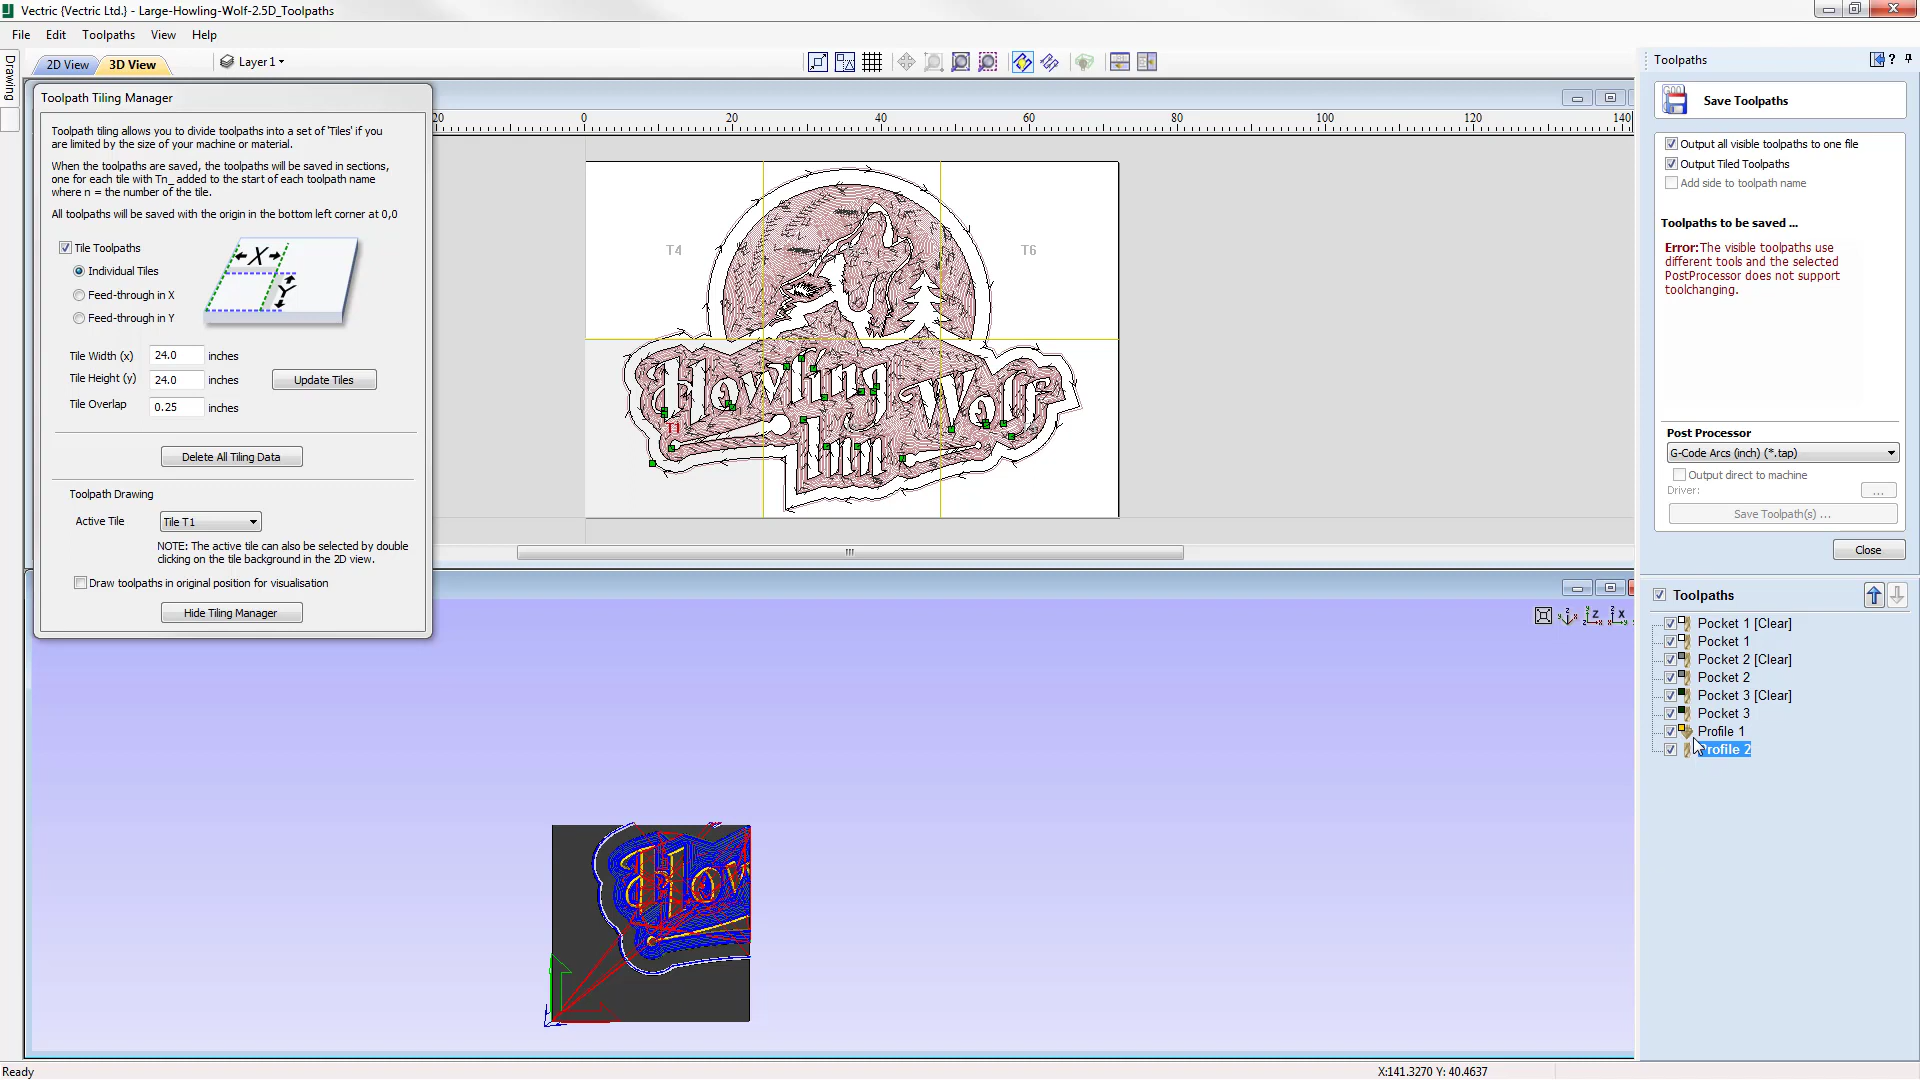 Vectric {Vectric Ltd.} - Large-Howling-Wolf-2.5D_Toolpaths
File Edit Toolpaths View Help
Drawing
2D View
3D View
Layer 1
Toolpath Tiling Manager
Toolpath tiling allows you to divide toolpaths into a set of 'Tiles' if you
are limited by the size of your machine or material.
When the toolpaths are saved, the toolpaths will be saved in sections,
one for each tile with Tn_ added to the start of each toolpath name
where n = the number of the tile.
All toolpaths will be saved with the origin in the bottom left corner at 0,0
Tile Toolpaths
Individual Tiles
Feed-through in X
Feed-through in Y
X
Y
Tile Width (x) 24.0 inches
Tile Height (y) 24.0 inches
Update Tiles
Tile Overlap 0.25 inches
Delete All Tiling Data
Toolpath Drawing
Active Tile Tile T1
NOTE: The active tile can also be selected by double
clicking on the tile background in the 2D view.
Draw toolpaths in original position for visualisation
Hide Tiling Manager
20 0 20 40 60 80 100 120 140
T4
T6
T1
Howling Wolf
Inn
How
Toolpaths
Save Toolpaths
Output all visible toolpaths to one file
Output Tiled Toolpaths
Add side to toolpath name
Toolpaths to be saved ...
Error:The visible toolpaths use
different tools and the selected
PostProcessor does not support
toolchanging.
Post Processor
G-Code Arcs (inch) (*.tap)
Output direct to machine
Driver:
...
Save Toolpath(s) ...
Close
Toolpaths
Pocket 1 [Clear]
Pocket 1
Pocket 2 [Clear]
Pocket 2
Pocket 3 [Clear]
Pocket 3
Profile 1
Profile 2
Ready
X:141.3270 Y: 40.4637